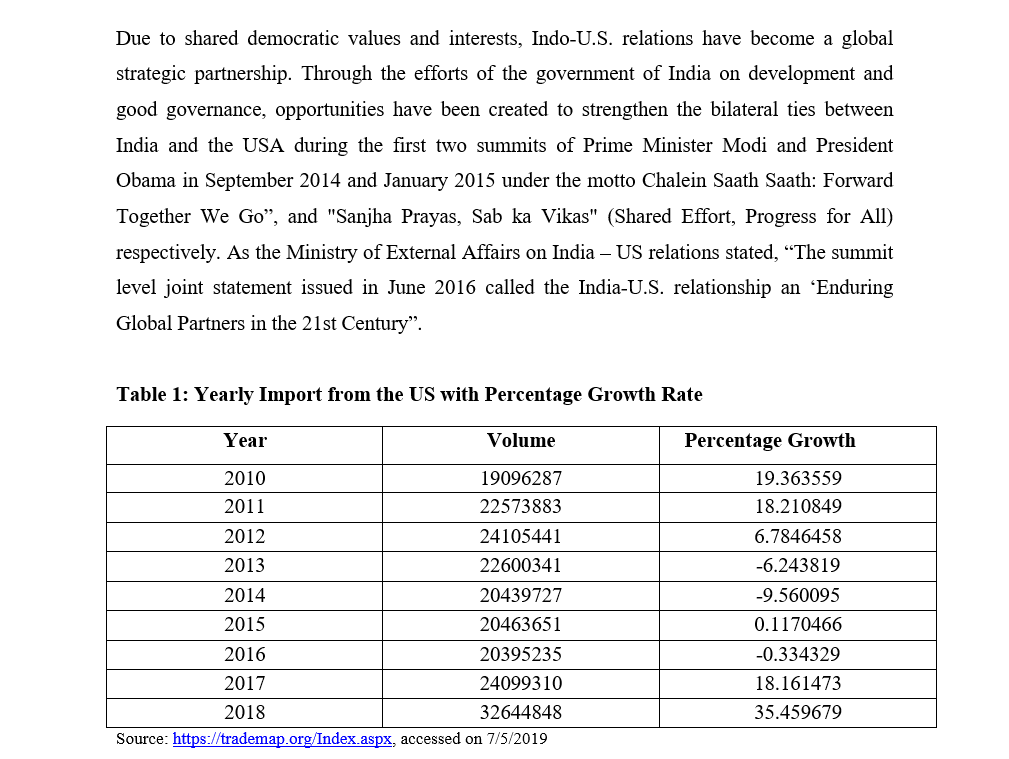 Due to shared democratic values and interests, Indo-U.S. relations have become a global
strategic partnership. Through the efforts of the government of India on development and
good governance, opportunities have been created to strengthen the bilateral ties between
India and the USA during the first two summits of Prime Minister Modi and President
Obama in September 2014 and January 2015 under the motto Chalein Saath Saath: Forward
Together We Go”, and "Sanjha Prayas, Sab ka Vikas" (Shared Effort, Progress for All)
respectively. As the Ministry of External Affairs on India – US relations stated, “The summit
level joint statement issued in June 2016 called the India-U.S. relationship an ‘Enduring
Global Partners in the 21st Century”.
Table 1: Yearly Import from the US with Percentage Growth Rate
Year Volume Percentage Growth
2010 19096287 19.363559
2011 22573883 18.210849
2012 24105441 6.7846458
2013 22600341 -6.243819
2014 20439727 -9.560095
2015 20463651 0.1170466
2016 20395235 -0.334329
2017 24099310 18.161473
2018 32644848 35.459679
Source: https://trademap.org/Index.aspx, accessed on 7/5/2019